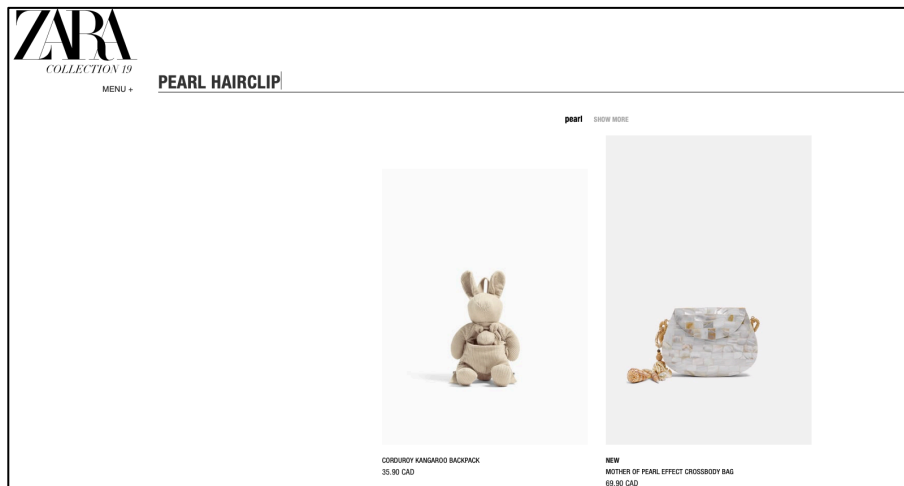 ZARA
COLLECTION 19
MENU +
PEARL HAIRCLIP
pearl SHOW MORE
CORDUROY KANGAROO BACKPACK
35.90 CAD
NEW
MOTHER OF PEARL EFFECT CROSSBODY BAG
69.90 CAD